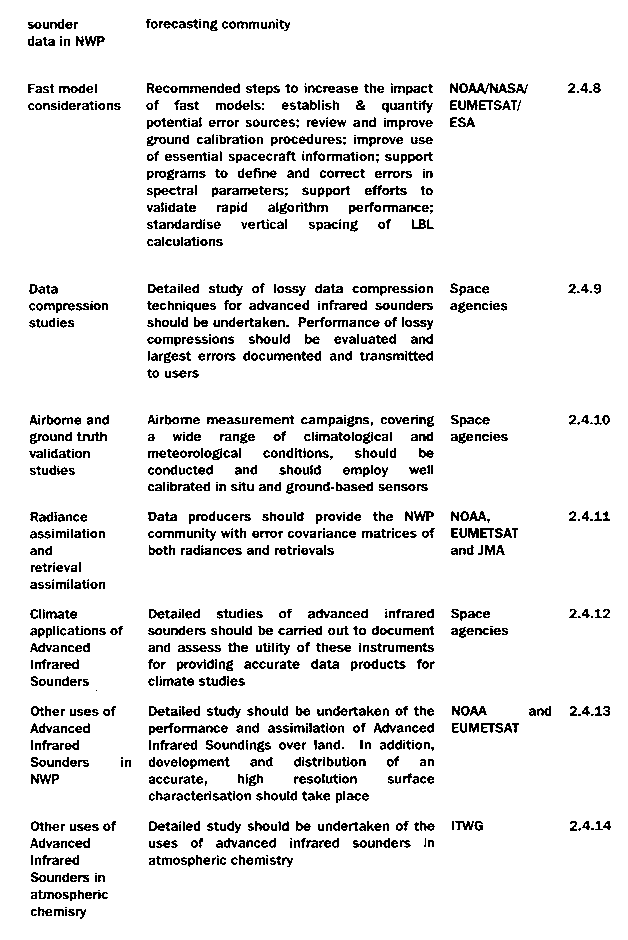 sounder
data in NWP
forecasting community
Fast model
considerations
Recommended steps to increase the impact
of fast models: establish & quantify
potential error sources; review and improve
ground calibration procedures; improve use
of essential spacecraft information; support
programs to define and correct errors in
spectral parameters; support efforts to
validate rapid algorithm performance;
standardise vertical spacing of LBL
calculations
NOAA/NASA/
EUMETSAT/
ESA
2.4.8
Data
compression
studies
Detailed study of lossy data compression
techniques for advanced infrared sounders
should be undertaken. Performance of lossy
compressions should be evaluated and
largest errors documented and transmitted
to users
Space
agencies
2.4.9
Airborne and
ground truth
validation
studies
Airborne measurement campaigns, covering
a wide range of climatological and
meteorological conditions, should be
conducted and should employ well
calibrated in situ and ground-based sensors
Space
agencies
2.4.10
Radiance
assimilation
and
retrieval
assimilation
Data producers should provide the NWP
community with error covariance matrices of
both radiances and retrievals
NOAA,
EUMETSAT
and JMA
2.4.11
Climate
applications of
Advanced
Infrared
Sounders
Detailed studies of advanced infrared
sounders should be carried out to document
and assess the utility of these instruments
for providing accurate data products for
climate studies
Space
agencies
2.4.12
Other uses of
Advanced
Infrared
Sounders in
NWP
Detailed study should be undertaken of the
performance and assimilation of Advanced
Infrared Soundings over land. In addition,
development and distribution of an
accurate, high resolution surface
characterisation should take place
NOAA and
EUMETSAT
2.4.13
Other uses of
Advanced
Infrared
Sounders in
atmospheric
chemisry
Detailed study should be undertaken of the
uses of advanced infrared sounders in
atmospheric chemistry
ITWG
2.4.14